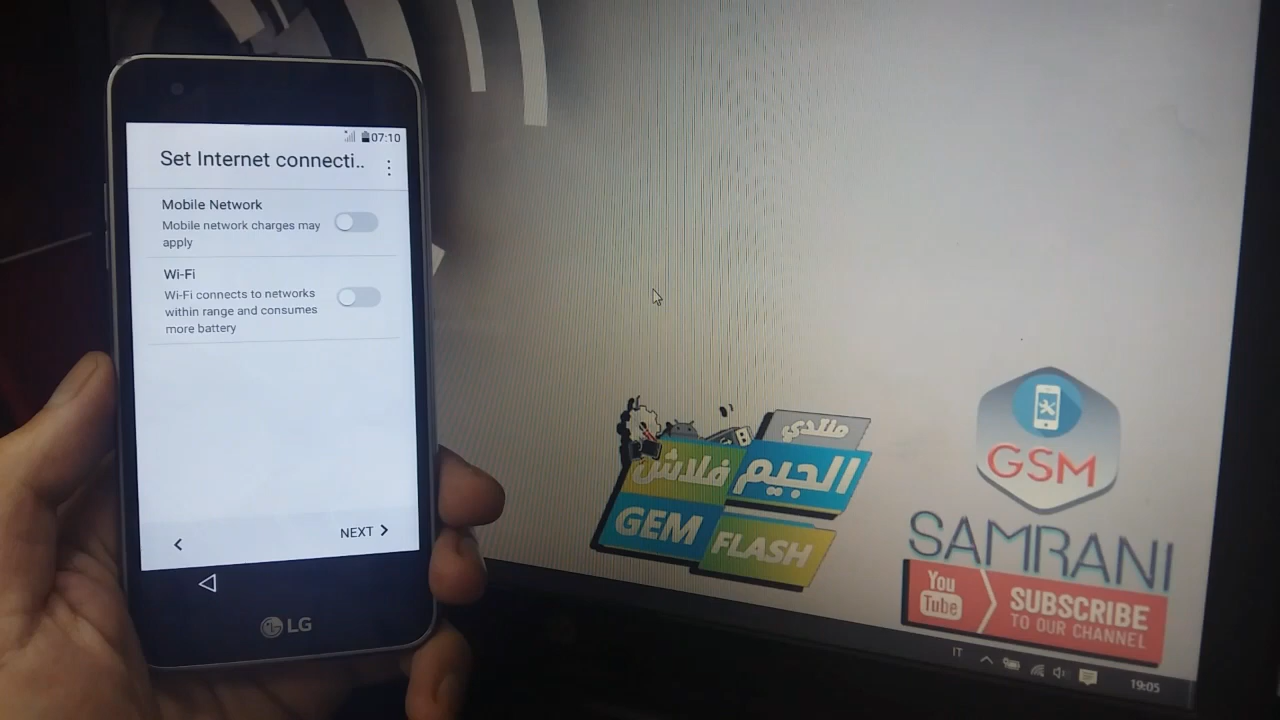 07:10
Set Internet connecti..
Mobile Network
Mobile network charges may
apply
Wi-Fi
Wi-Fi connects to networks
within range and consumes
more battery
NEXT
LG
منتدي
الجيم فلاش
GEM FLASH
GSM
SAMRANI
You
Tube
SUBSCRIBE
TO OUR CHANNEL
IT
19:05